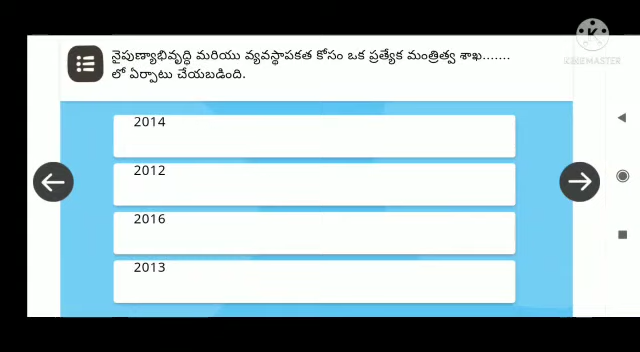 నైపుణ్యాభివృద్ధి మరియు వ్యవస్థాపకత కోసం ఒక ప్రత్యేక మంత్రిత్వ శాఖ.......
లో ఏర్పాటు చేయబడింది.
KINEMASTER
2014
2012
2016
2013